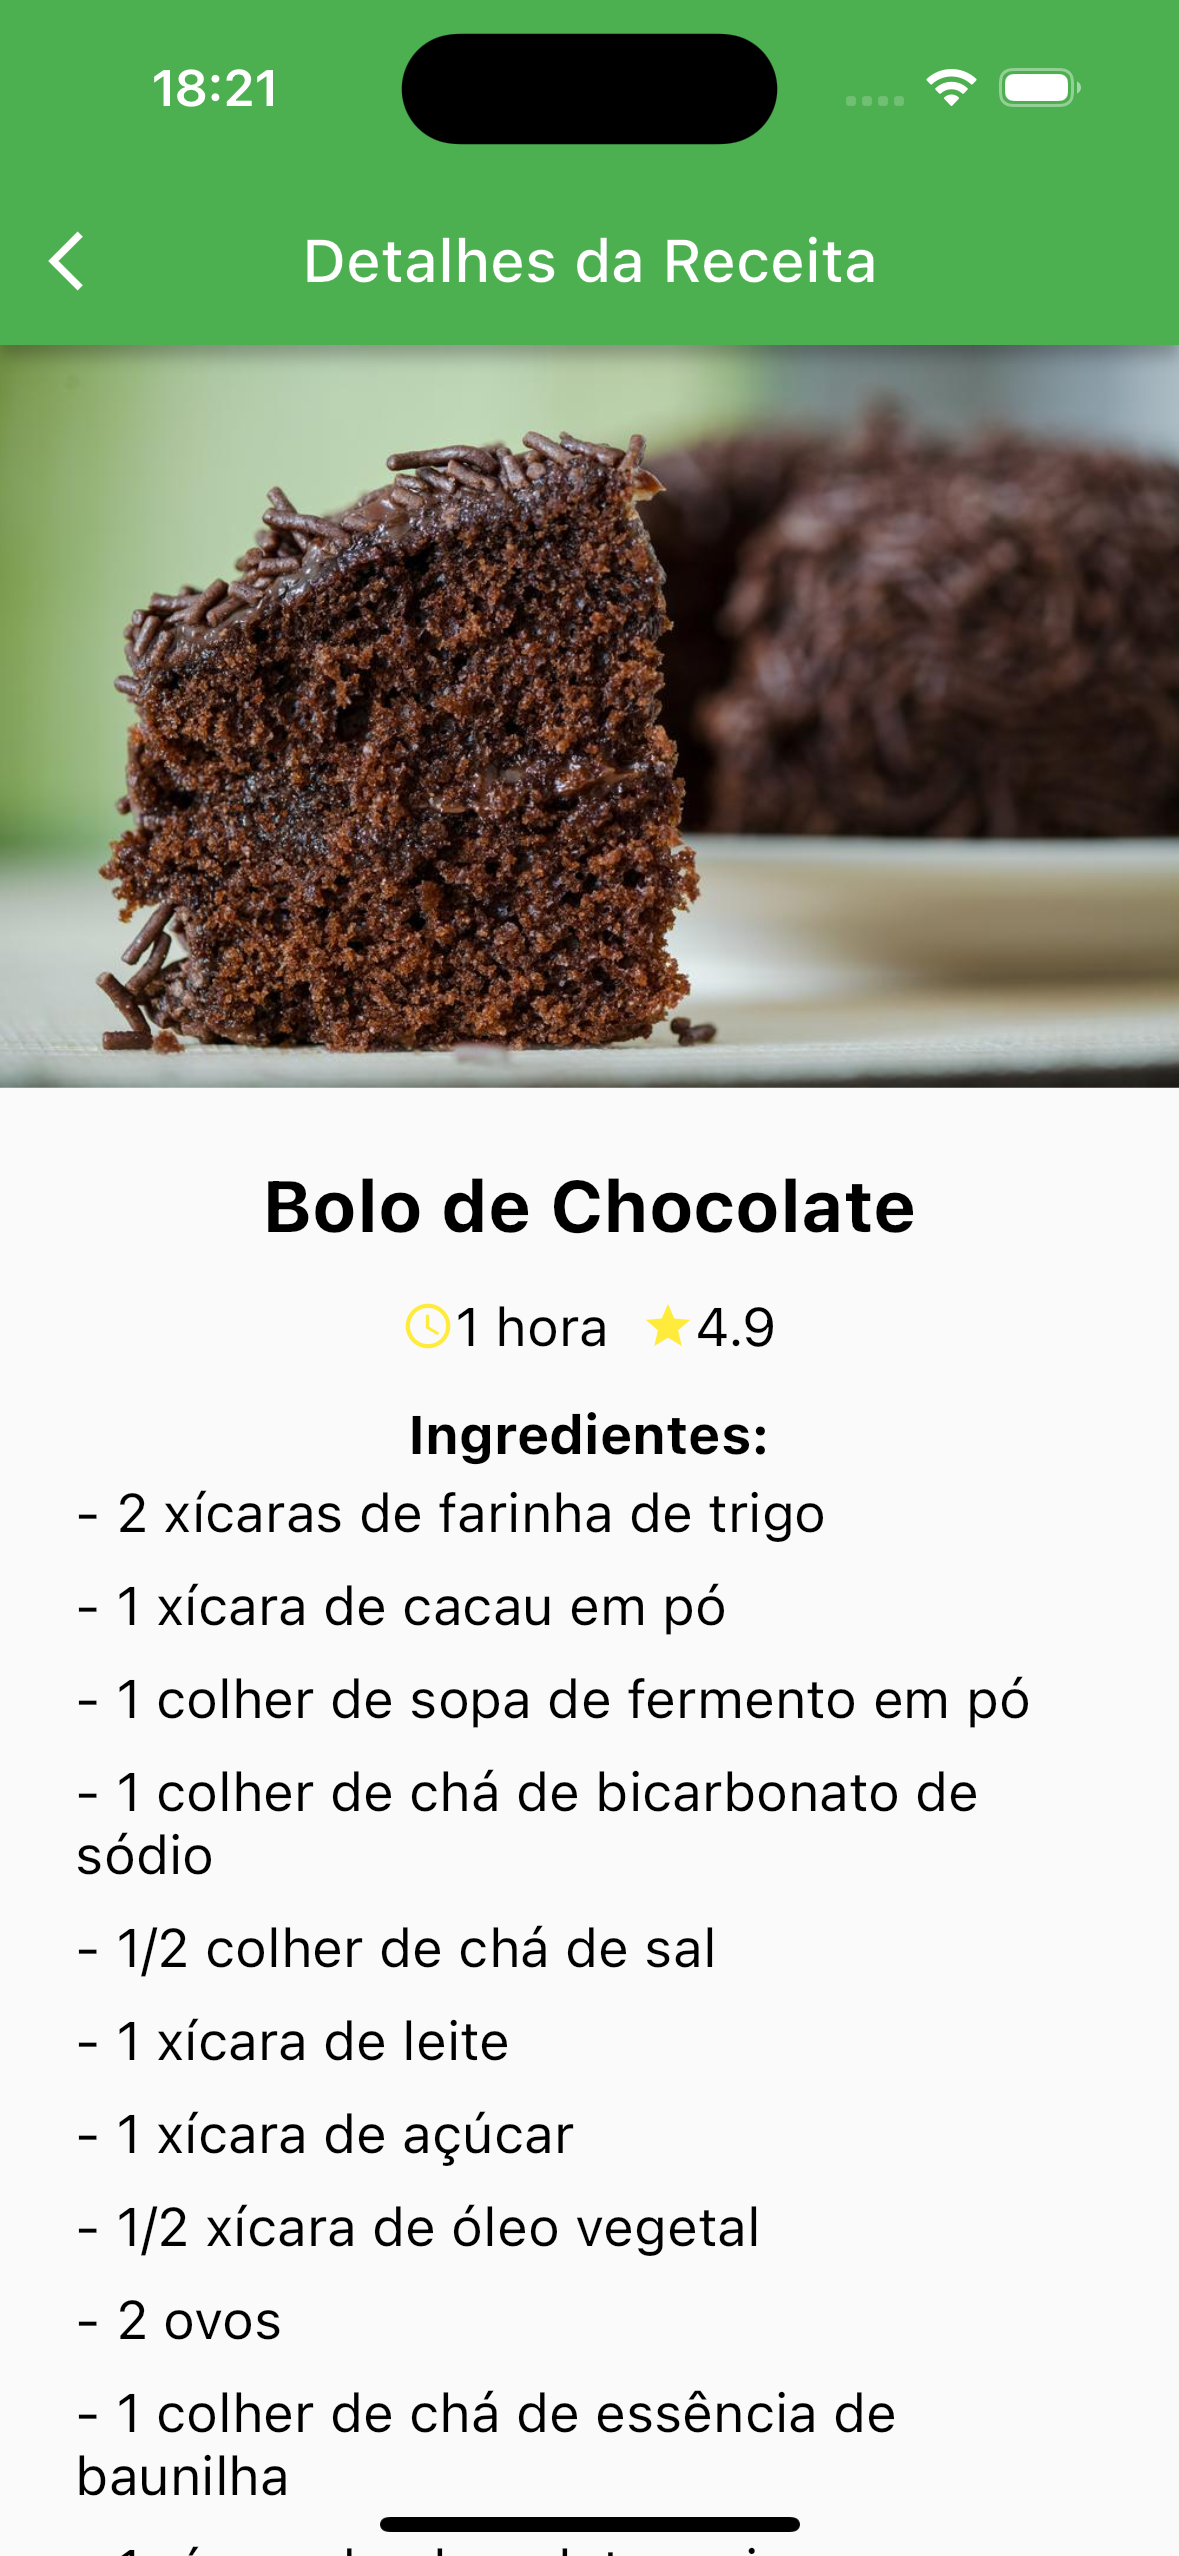 18:21
Detalhes da Receita
Bolo de Chocolate
1 hora 4.9
Ingredientes:
- 2 xícaras de farinha de trigo
- 1 xícara de cacau em pó
- 1 colher de sopa de fermento em pó
- 1 colher de chá de bicarbonato de
sódio
- 1/2 colher de chá de sal
- 1 xícara de leite
- 1 xícara de açúcar
- 1/2 xícara de óleo vegetal
- 2 ovos
- 1 colher de chá de essência de
baunilha